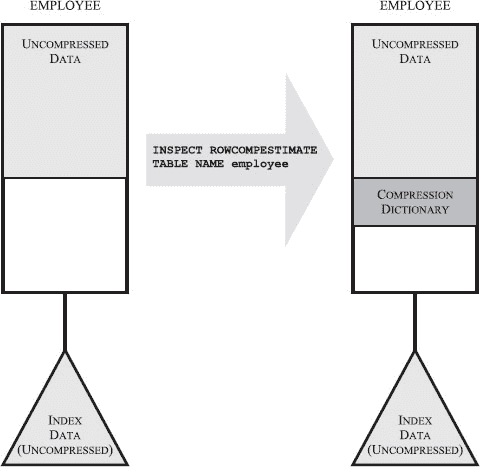 EMPLOYEE
UNCOMPRESSED
DATA
INDEX
DATA
(UNCOMPRESSED)
INSPECT ROWCOMPESTIMATE
TABLE NAME employee
EMPLOYEE
UNCOMPRESSED
DATA
COMPRESSION
DICTIONARY
INDEX
DATA
(UNCOMPRESSED)